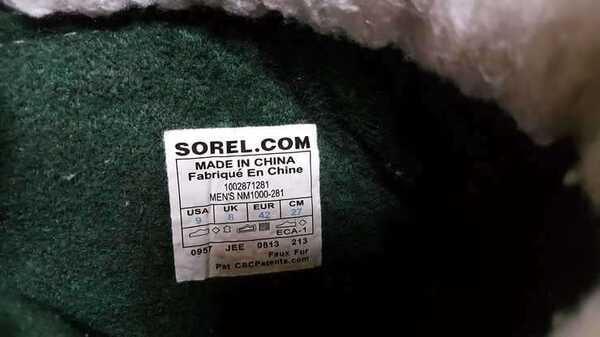 SOREL.COM
MADE IN CHINA
Fabriqué En Chine
1002871281
MEN'S NM1000-281
USA UK EUR CM
9 8 42 27
ECA-1
0957 JEE 0813 213
Faux Fur
Pat CSCPatents.com